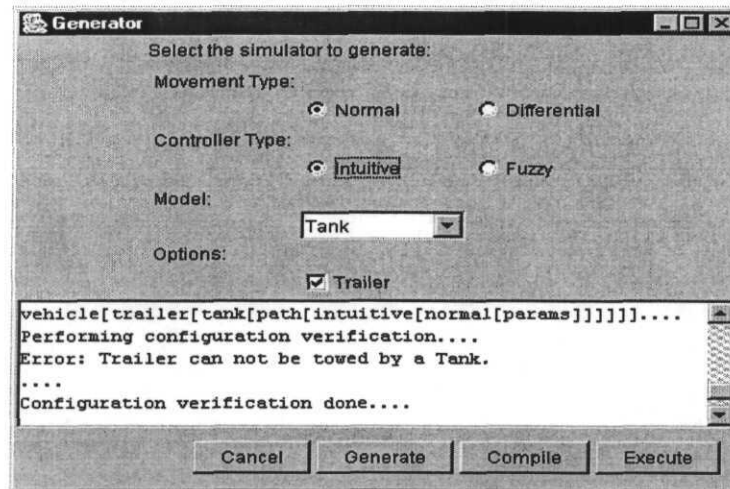 Generator
Select the simulator to generate:
Movement Type:
Normal Differential
Controller Type:
Intuitive Fuzzy
Model:
Tank
Options:
Trailer
vehicle[trailer[tank[path[intuitive[normal[params]]]]]]....
Performing configuration verification....
Error: Trailer can not be towed by a Tank.
....
Configuration verification done....
Cancel Generate Compile Execute